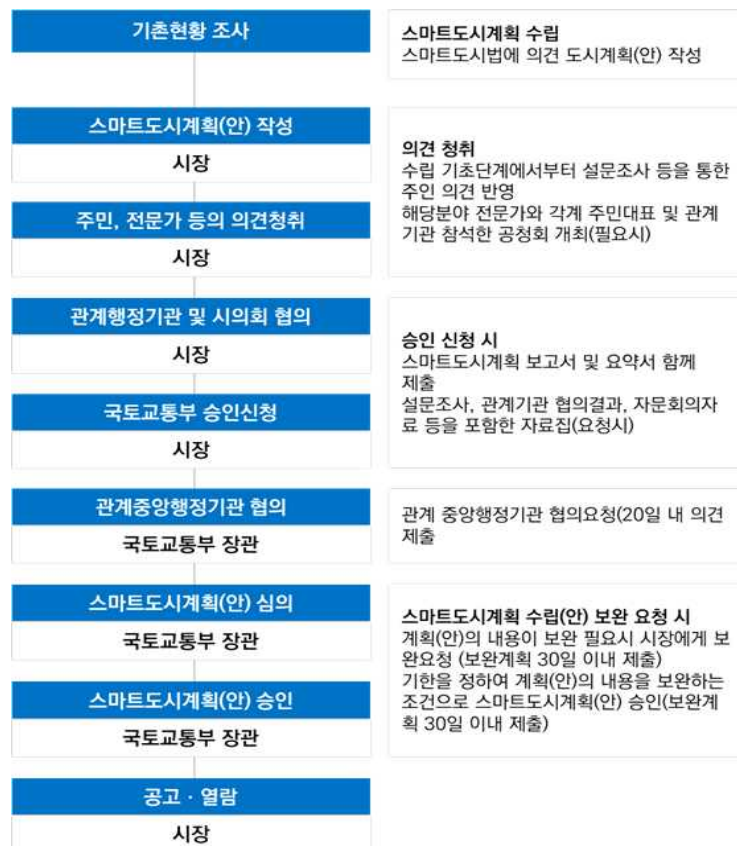 기촌현황 조사
스마트도시계획 수립
스마트도시법에 의견 도시계획(안) 작성
스마트도시계획(안) 작성
시장
주민, 전문가 등의 의견청취
시장
의견 청취
수립 기초단계에서부터 설문조사 등을 통한
주인 의견 반영
해당분야 전문가와 각계 주민대표 및 관계
기관 참석한 공청회 개최(필요시)
관계행정기관 및 시의회 협의
시장
국토교통부 승인신청
시장
승인 신청 시
스마트도시계획 보고서 및 요약서 함께
제출
설문조사, 관계기관 협의결과, 자문회의자
료 등을 포함한 자료집(요청시)
관계중앙행정기관 협의
국토교통부 장관
관계 중앙행정기관 협의요청(20일 내 의견
제출
스마트도시계획(안) 심의
국토교통부 장관
스마트도시계획(안) 승인
국토교통부 장관
스마트도시계획 수립(안) 보완 요청 시
계획(안)의 내용이 보완 필요시 시장에게 보
완요청 (보완계획 30일 이내 제출)
기한을 정하여 계획(안)의 내용을 보완하는
조건으로 스마트도시계획(안) 승인(보완계
획 30일 이내 제출)
공고 · 열람
시장